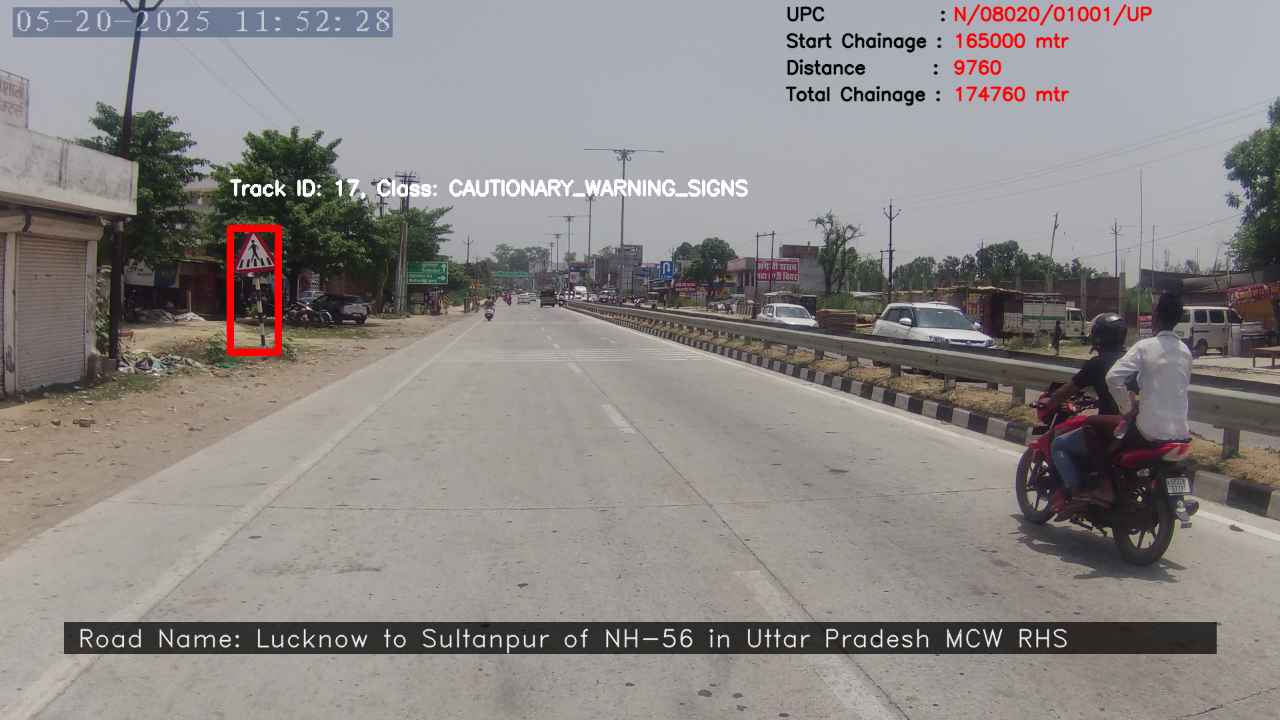 05-20-2025 11:52:28
UPC : N/08020/01001/UP
Start Chainage : 165000 mtr
Distance : 9760
Total Chainage : 174760 mtr
Track ID: 17, Class: CAUTIONARY_WARNING_SIGNS
Road Name: Lucknow to Sultanpur of NH-56 in Uttar Pradesh MCW RHS